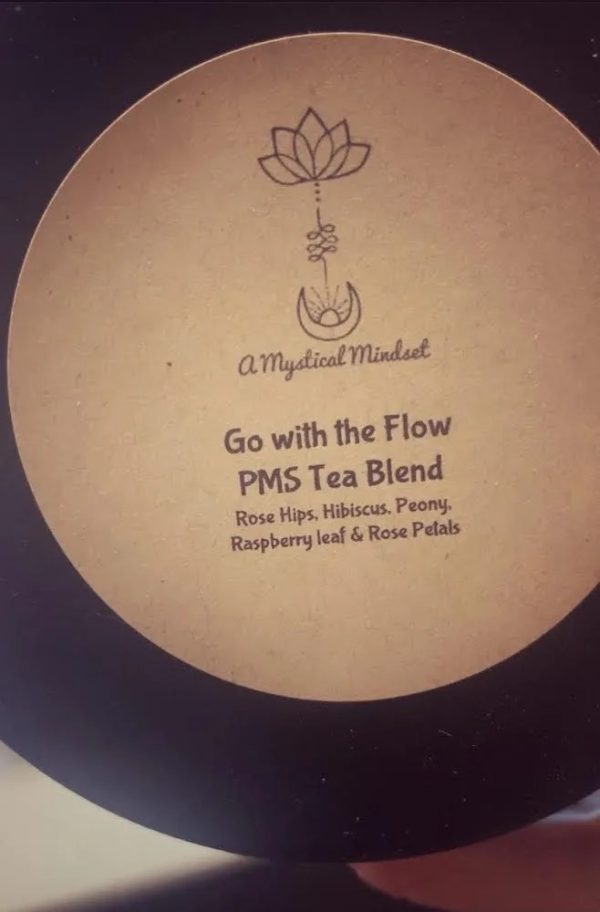 A Mystical Mindset
Go with the Flow
PMS Tea Blend
Rose Hips, Hibiscus, Peony,
Raspberry leaf & Rose Petals